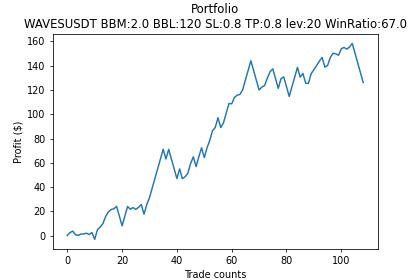 Portfolio
WAVESUSDT BBM:2.0 BBL:120 SL:0.8 TP:0.8 lev:20 WinRatio:67.0
160
140
120
100
80
60
40
20
0
Profit ($)
0 20 40 60 80 100
Trade counts